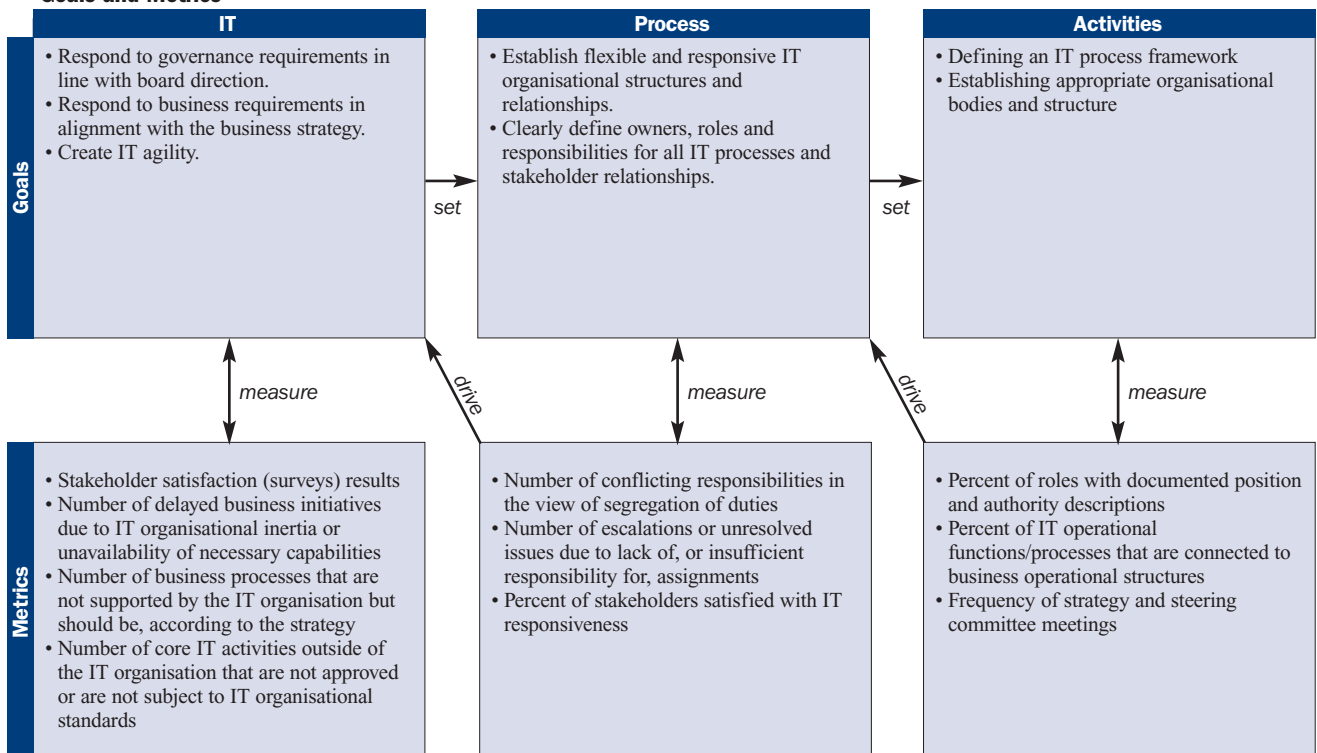 Goals and Metrics
IT
Process
Activities
Goals
• Respond to governance requirements in
line with board direction.
• Respond to business requirements in
alignment with the business strategy.
• Create IT agility.
• Establish flexible and responsive IT
organisational structures and
relationships.
• Clearly define owners, roles and
responsibilities for all IT processes and
stakeholder relationships.
• Defining an IT process framework
• Establishing appropriate organisational
bodies and structure
set
set
measure
drive
measure
drive
measure
Metrics
• Stakeholder satisfaction (surveys) results
• Number of delayed business initiatives
due to IT organisational inertia or
unavailability of necessary capabilities
• Number of business processes that are
not supported by the IT organisation but
should be, according to the strategy
• Number of core IT activities outside of
the IT organisation that are not approved
or are not subject to IT organisational
standards
• Number of conflicting responsibilities in
the view of segregation of duties
• Number of escalations or unresolved
issues due to lack of, or insufficient
responsibility for, assignments
• Percent of stakeholders satisfied with IT
responsiveness
• Percent of roles with documented position
and authority descriptions
• Percent of IT operational
functions/processes that are connected to
business operational structures
• Frequency of strategy and steering
committee meetings